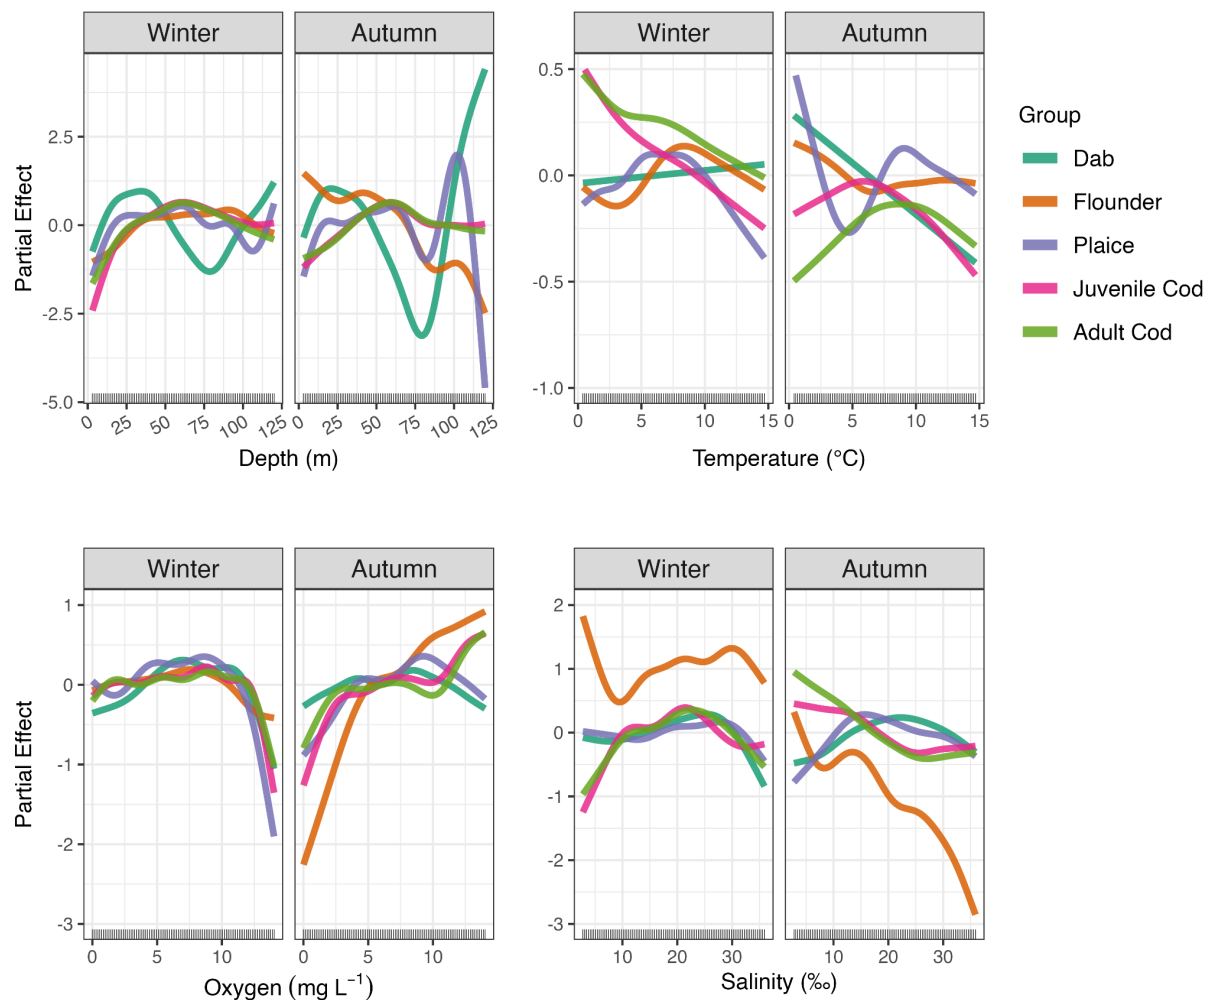 Winter Autumn Winter Autumn
Partial Effect
2.5
0.0
-2.5
-5.0
0 25 50 75 100 125 0 25 50 75 100 125
Depth (m)
0.5
0.0
-0.5
-1.0
0 5 10 15 0 5 10 15
Temperature (°C)
Group
Dab
Flounder
Plaice
Juvenile Cod
Adult Cod
Winter Autumn Winter Autumn
Partial Effect
1
0
-1
-2
-3
0 5 10 0 5 10
Oxygen (mg L⁻¹)
2
1
0
-1
-2
-3
10 20 30 10 20 30
Salinity (‰)